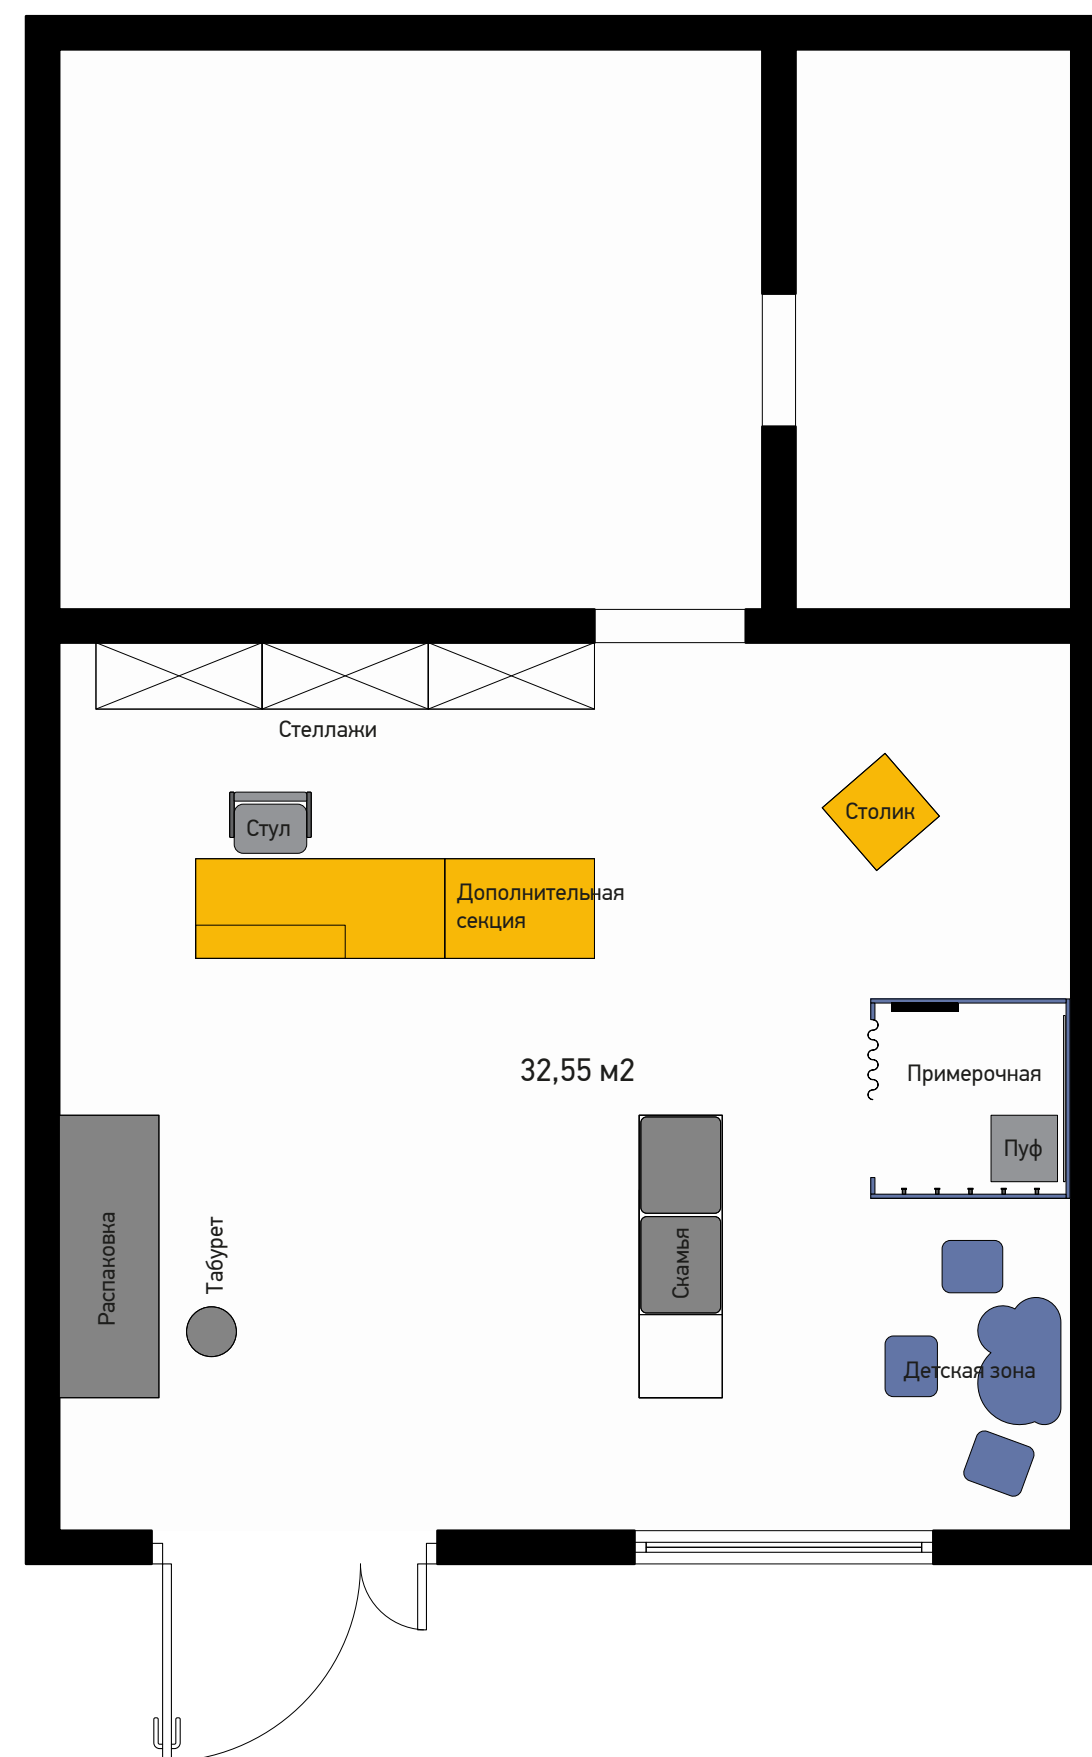 Стеллажи
Стул
Столик
Дополнительная
секция
32,55 м2
Примерочная
Пуф
Распаковка
Табурет
Скамья
Детская зона